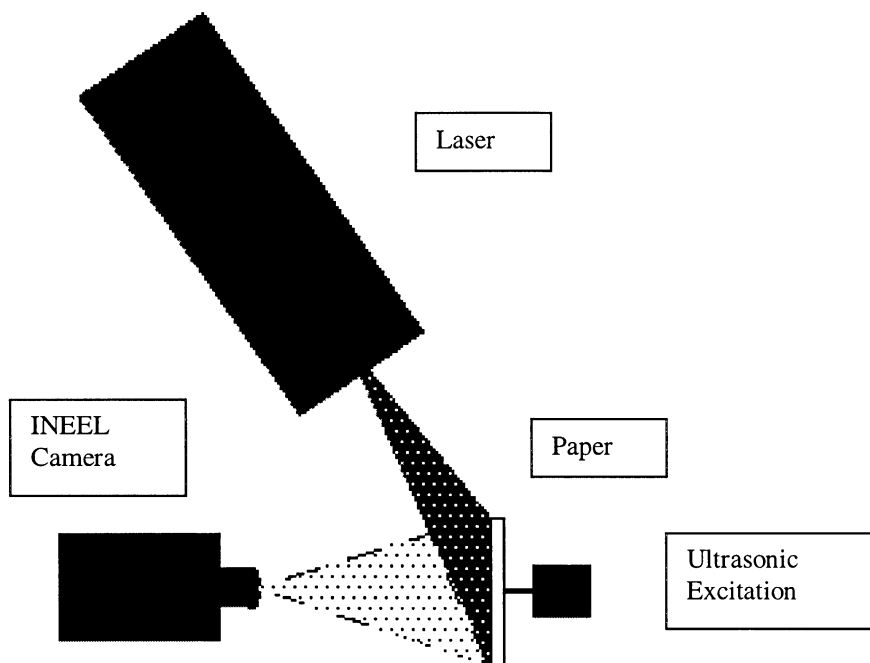 Laser
INEEL
Camera
Paper
Ultrasonic
Excitation